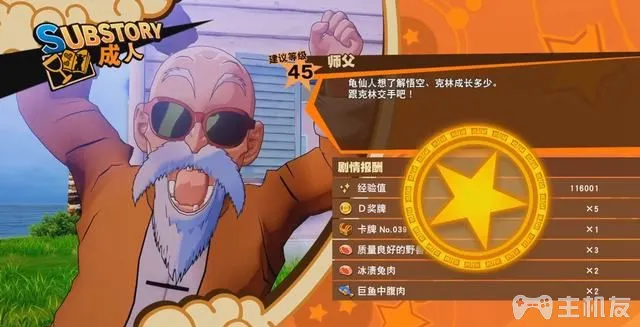 SUBSTORY
成人
建议等级
45
师父
龟仙人想了解悟空、克林成长多少。
跟克林交手吧！
剧情报酬
经验值 116001
D奖牌 ×5
卡牌 No.039 ×1
质量良好的野兽 ×3
冰渍兔肉 ×2
巨鱼中腹肉 ×2
主机友